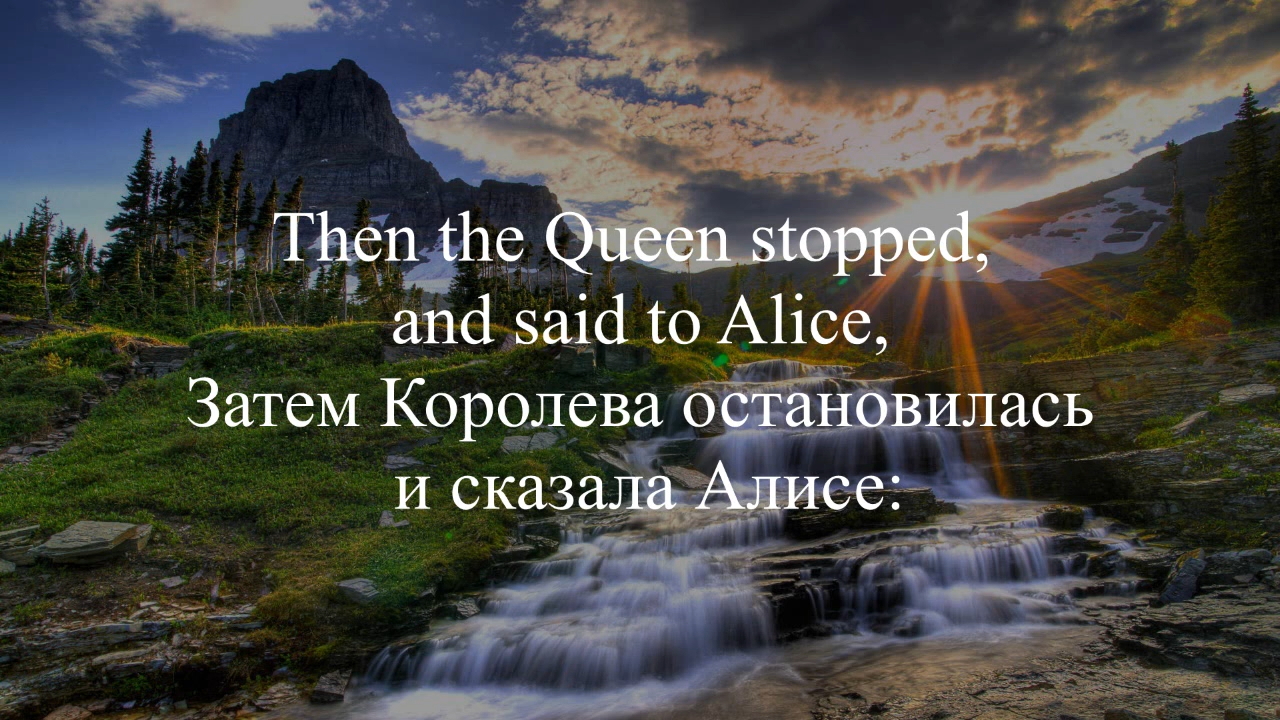 Then the Queen stopped,
and said to Alice,
Затем Королева остановилась
и сказала Алисе: